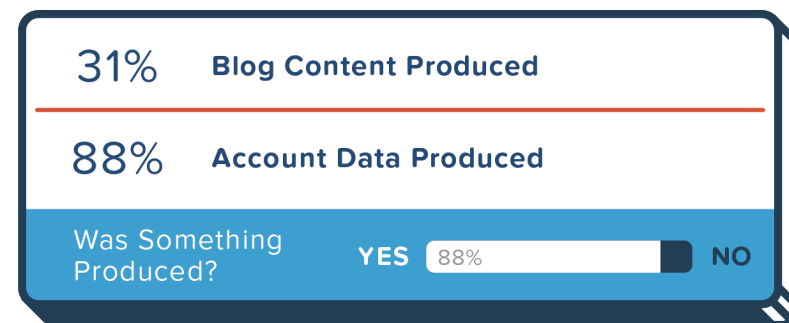 31% Blog Content Produced
88% Account Data Produced
Was Something
Produced?
YES 88% NO